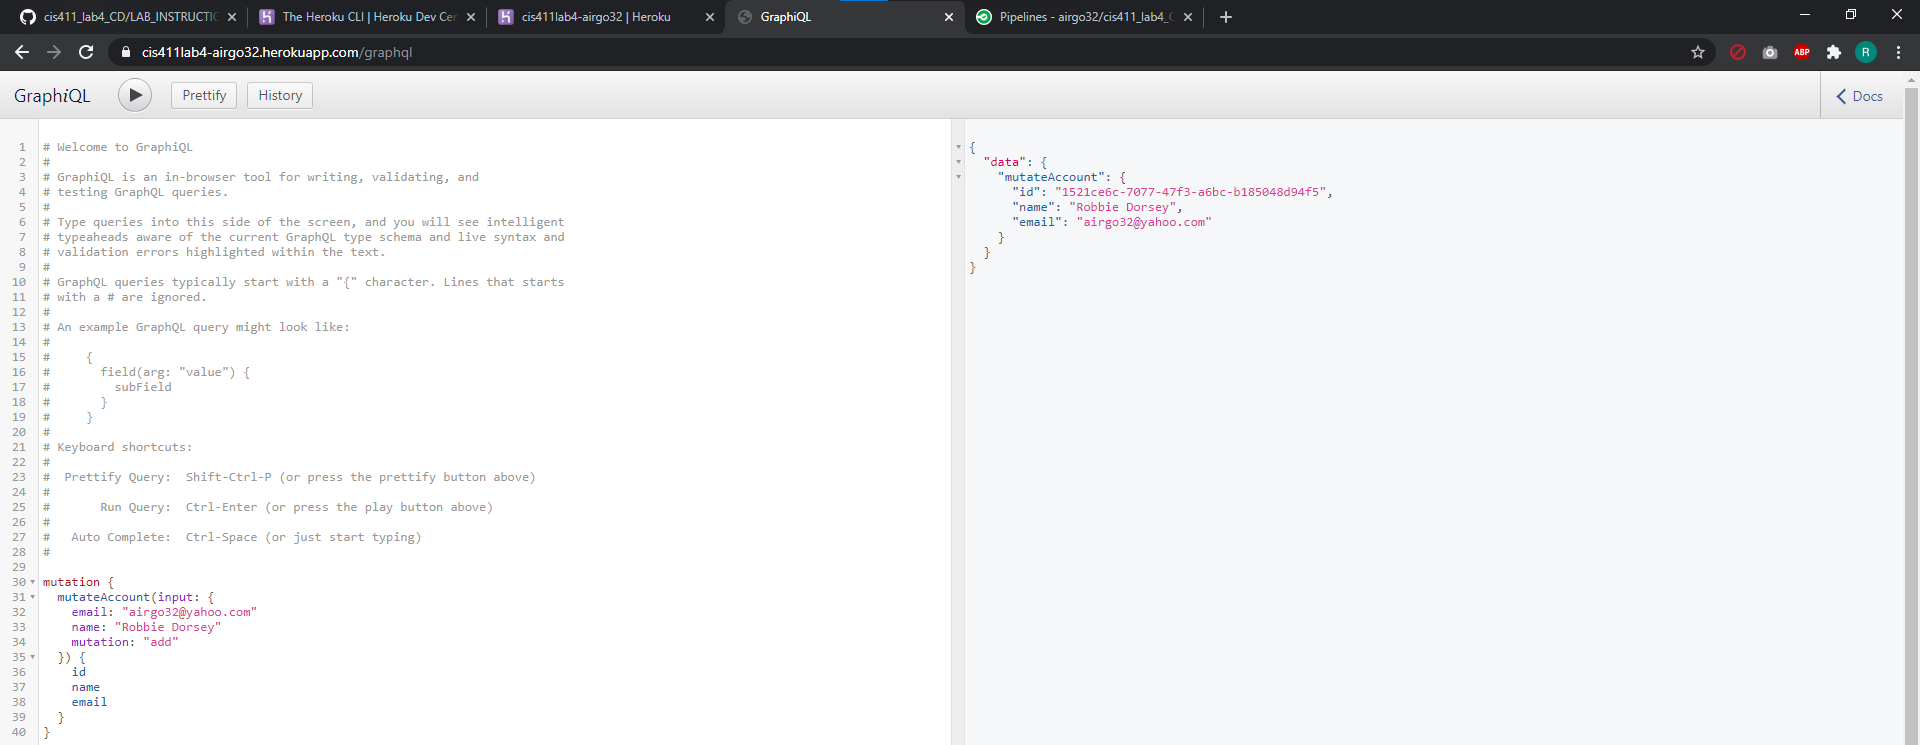 cis411_lab4_CD/LAB_INSTRUCTIC
The Heroku CLI | Heroku Dev Cen
cis411lab4-airgo32 | Heroku
GraphiQL
Pipelines - airgo32/cis411_lab4_C
cis411lab4-airgo32.herokuapp.com/graphql
ABP
R
GraphiQL
Prettify
History
Docs
1 # Welcome to GraphiQL
2 #
3 # GraphiQL is an in-browser tool for writing, validating, and
4 # testing GraphQL queries.
5 #
6 # Type queries into this side of the screen, and you will see intelligent
7 # typeaheads aware of the current GraphQL type schema and live syntax and
8 # validation errors highlighted within the text.
9 #
10 # GraphQL queries typically start with a "{" character. Lines that starts
11 # with a # are ignored.
12 #
13 # An example GraphQL query might look like:
14 #
15 #     {
16 #       field(arg: "value") {
17 #         subField
18 #       }
19 #     }
20 #
21 # Keyboard shortcuts:
22 #
23 #  Prettify Query:  Shift-Ctrl-P (or press the prettify button above)
24 #
25 #       Run Query:  Ctrl-Enter (or press the play button above)
26 #
27 #   Auto Complete:  Ctrl-Space (or just start typing)
28 #
29
30 mutation {
31   mutateAccount(input: {
32     email: "airgo32@yahoo.com"
33     name: "Robbie Dorsey"
34     mutation: "add"
35   }) {
36     id
37     name
38     email
39   }
40 }
{
  "data": {
    "mutateAccount": {
      "id": "1521ce6c-7077-47f3-a6bc-b185048d94f5",
      "name": "Robbie Dorsey",
      "email": "airgo32@yahoo.com"
    }
  }
}